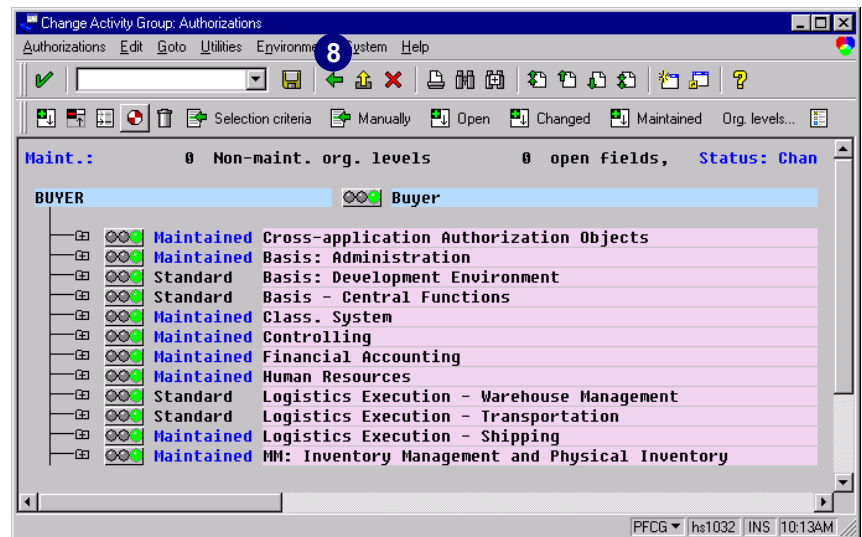 Change Activity Group: Authorizations
Authorizations Edit Goto Utilities Environme 8 ystem Help
Selection criteria Manually Open Changed Maintained Org. levels...
Maint.: 0 Non-maint. org. levels 0 open fields, Status: Chan
BUYER Buyer
Maintained Cross-application Authorization Objects
Maintained Basis: Administration
Standard Basis: Development Environment
Standard Basis - Central Functions
Maintained Class. System
Maintained Controlling
Maintained Financial Accounting
Maintained Human Resources
Standard Logistics Execution - Warehouse Management
Standard Logistics Execution - Transportation
Maintained Logistics Execution - Shipping
Maintained MM: Inventory Management and Physical Inventory
PFCG hs1032 INS 10:13AM